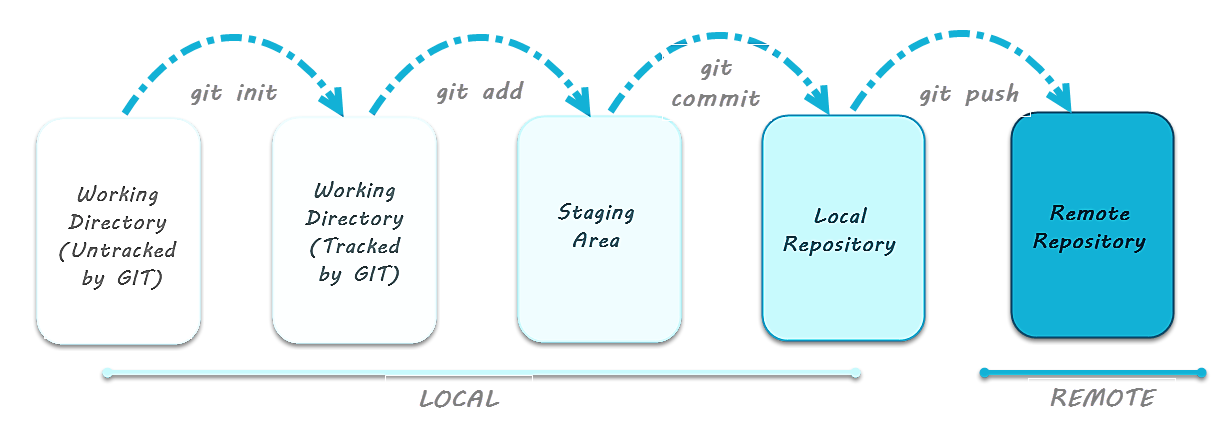 git init
git add
git
commit
git push
Working
Directory
(Untracked
by GIT)
Working
Directory
(Tracked
by GIT)
Staging
Area
Local
Repository
Remote
Repository
LOCAL
REMOTE